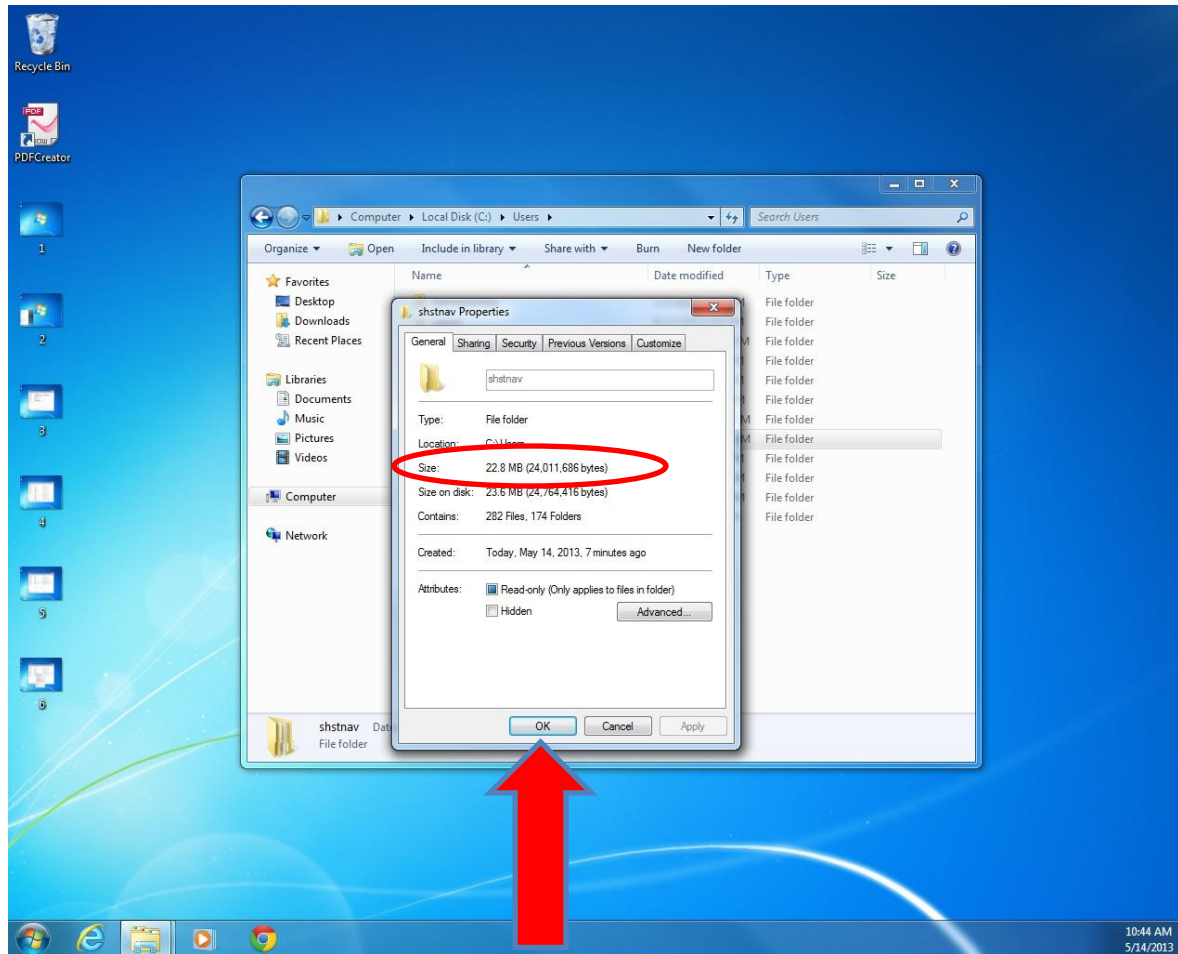 Recycle Bin
PDF
PDFCreator
1
2
3
4
5
6
Computer Local Disk (C:) Users
Search Users
Organize Open Include in library Share with Burn New folder
Name Date modified Type Size
Favorites
Desktop
Downloads
Recent Places
Libraries
Documents
Music
Pictures
Videos
Computer
Network
File folder
File folder
File folder
File folder
File folder
File folder
File folder
File folder
File folder
File folder
File folder
File folder
shstnav Properties
General Sharing Security Previous Versions Customize
shstnav
Type: File folder
Location: C:\Users
Size: 22.8 MB (24,011,686 bytes)
Size on disk: 23.6 MB (24,764,416 bytes)
Contains: 282 Files, 174 Folders
Created: Today, May 14, 2013, 7 minutes ago
Attributes: Read-only (Only applies to files in folder)
Hidden Advanced...
OK Cancel Apply
shstnav
File folder
10:44 AM
5/14/2013